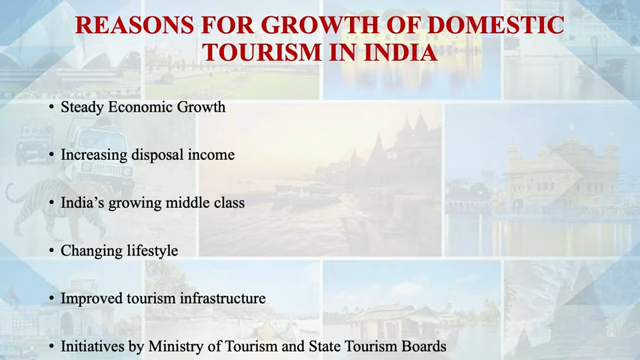 REASONS FOR GROWTH OF DOMESTIC
TOURISM IN INDIA
• Steady Economic Growth
• Increasing disposal income
• India’s growing middle class
• Changing lifestyle
• Improved tourism infrastructure
• Initiatives by Ministry of Tourism and State Tourism Boards